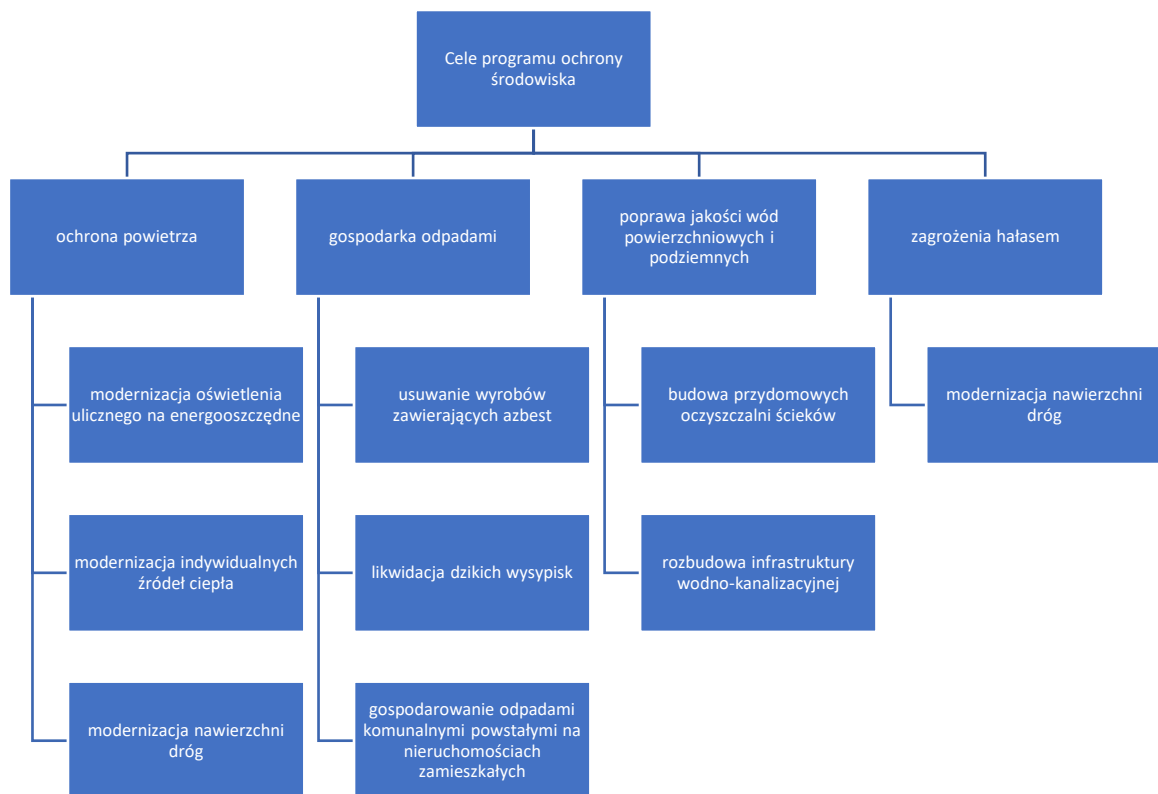 Cele programu ochrony
środowiska
ochrona powietrza
gospodarka odpadami
poprawa jakości wód
powierzchniowych i
podziemnych
zagrożenia hałasem
modernizacja oświetlenia
ulicznego na energooszczędne
usuwanie wyrobów
zawierających azbest
budowa przydomowych
oczyszczalni ścieków
modernizacja nawierzchni
dróg
modernizacja indywidualnych
źródeł ciepła
likwidacja dzikich wysypisk
rozbudowa infrastruktury
wodno-kanalizacyjnej
modernizacja nawierzchni
dróg
gospodarowanie odpadami
komunalnymi powstałymi na
nieruchomościach
zamieszkałych